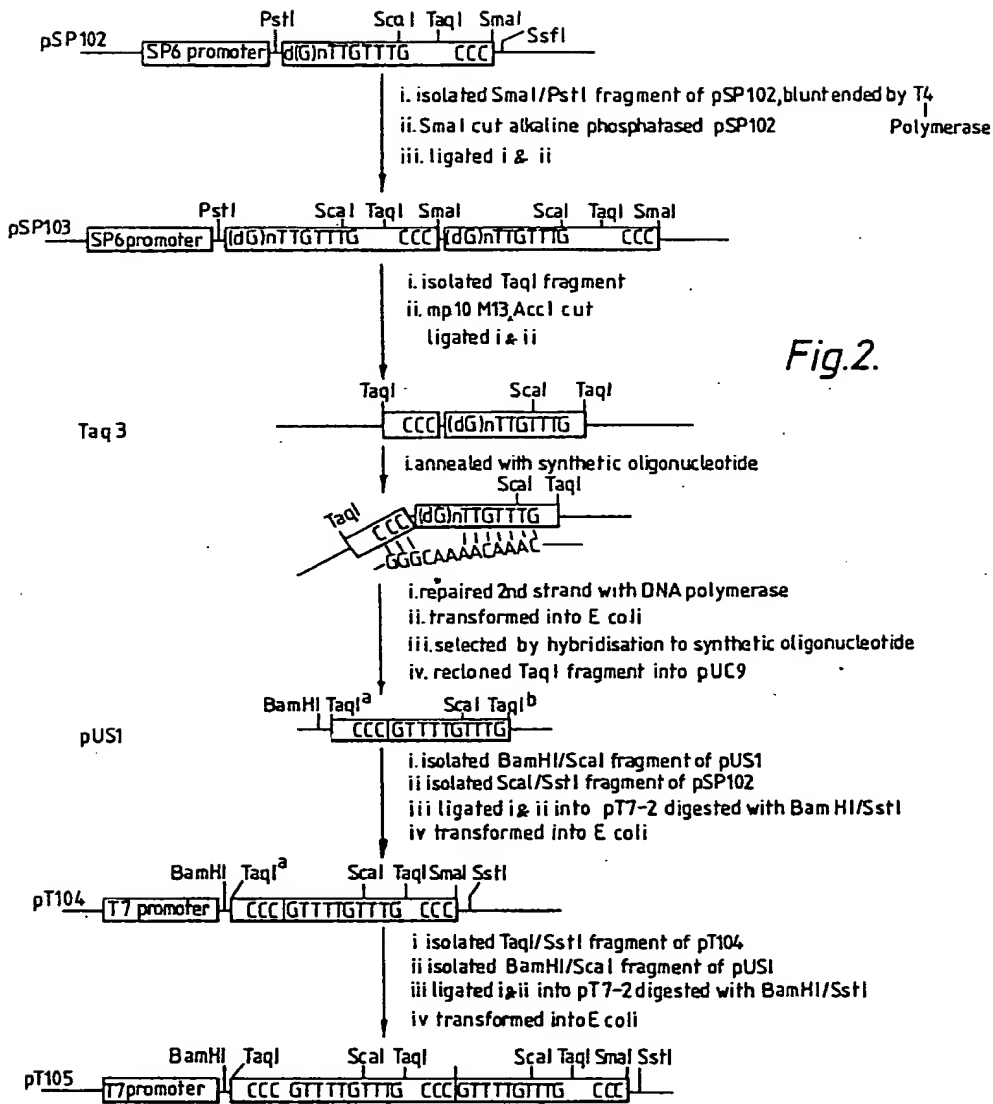 PstI ScaI TaqI SmaI
pSP102 SsfI
SP6 promoter d(G)nTTGTTTG CCC
i. isolated SmaI/PstI fragment of pSP102, blunt ended by T4
Polymerase
ii. SmaI cut alkaline phosphatased pSP102
iii. ligated i & ii
PstI ScaI TaqI SmaI ScaI TaqI SmaI
pSP103
SP6 promoter (dG)nTTGTTTG CCC (dG)nTTGTTTG CCC
i. isolated TaqI fragment
ii. mp10 M13, AccI cut
ligated i & ii
Fig.2.
TaqI ScaI TaqI
Taq 3
CCC (dG)nTTGTTTG
i. annealed with synthetic oligonucleotide
ScaI TaqI
TaqI
CCC (dG)nTTGTTTG
GGGCAAAACAAAC
i. repaired 2nd strand with DNA polymerase
ii. transformed into E coli
iii. selected by hybridisation to synthetic oligonucleotide
iv. recloned TaqI fragment into pUC9
BamHI TaqI a ScaI TaqI b
pUS1
CCC GTTTTGTTTG
i. isolated BamHI/ScaI fragment of pUS1
ii isolated ScaI/SstI fragment of pSP102
iii ligated i & ii into pT7-2 digested with Bam HI/SstI
iv transformed into E coli
BamHI TaqI a ScaI TaqI SmaI SstI
pT104
T7 promoter CCC GTTTTGTTTG CCC
i isolated TaqI/SstI fragment of pT104
ii isolated BamHI/ScaI fragment of pUSI
iii ligated i & ii into pT7-2 digested with BamHI/SstI
iv transformed into E coli
BamHI TaqI ScaI TaqI ScaI TaqI SmaI SstI
pT105
T7 promoter CCC GTTTTGTTTG CCC GTTTTGTTTG CCC